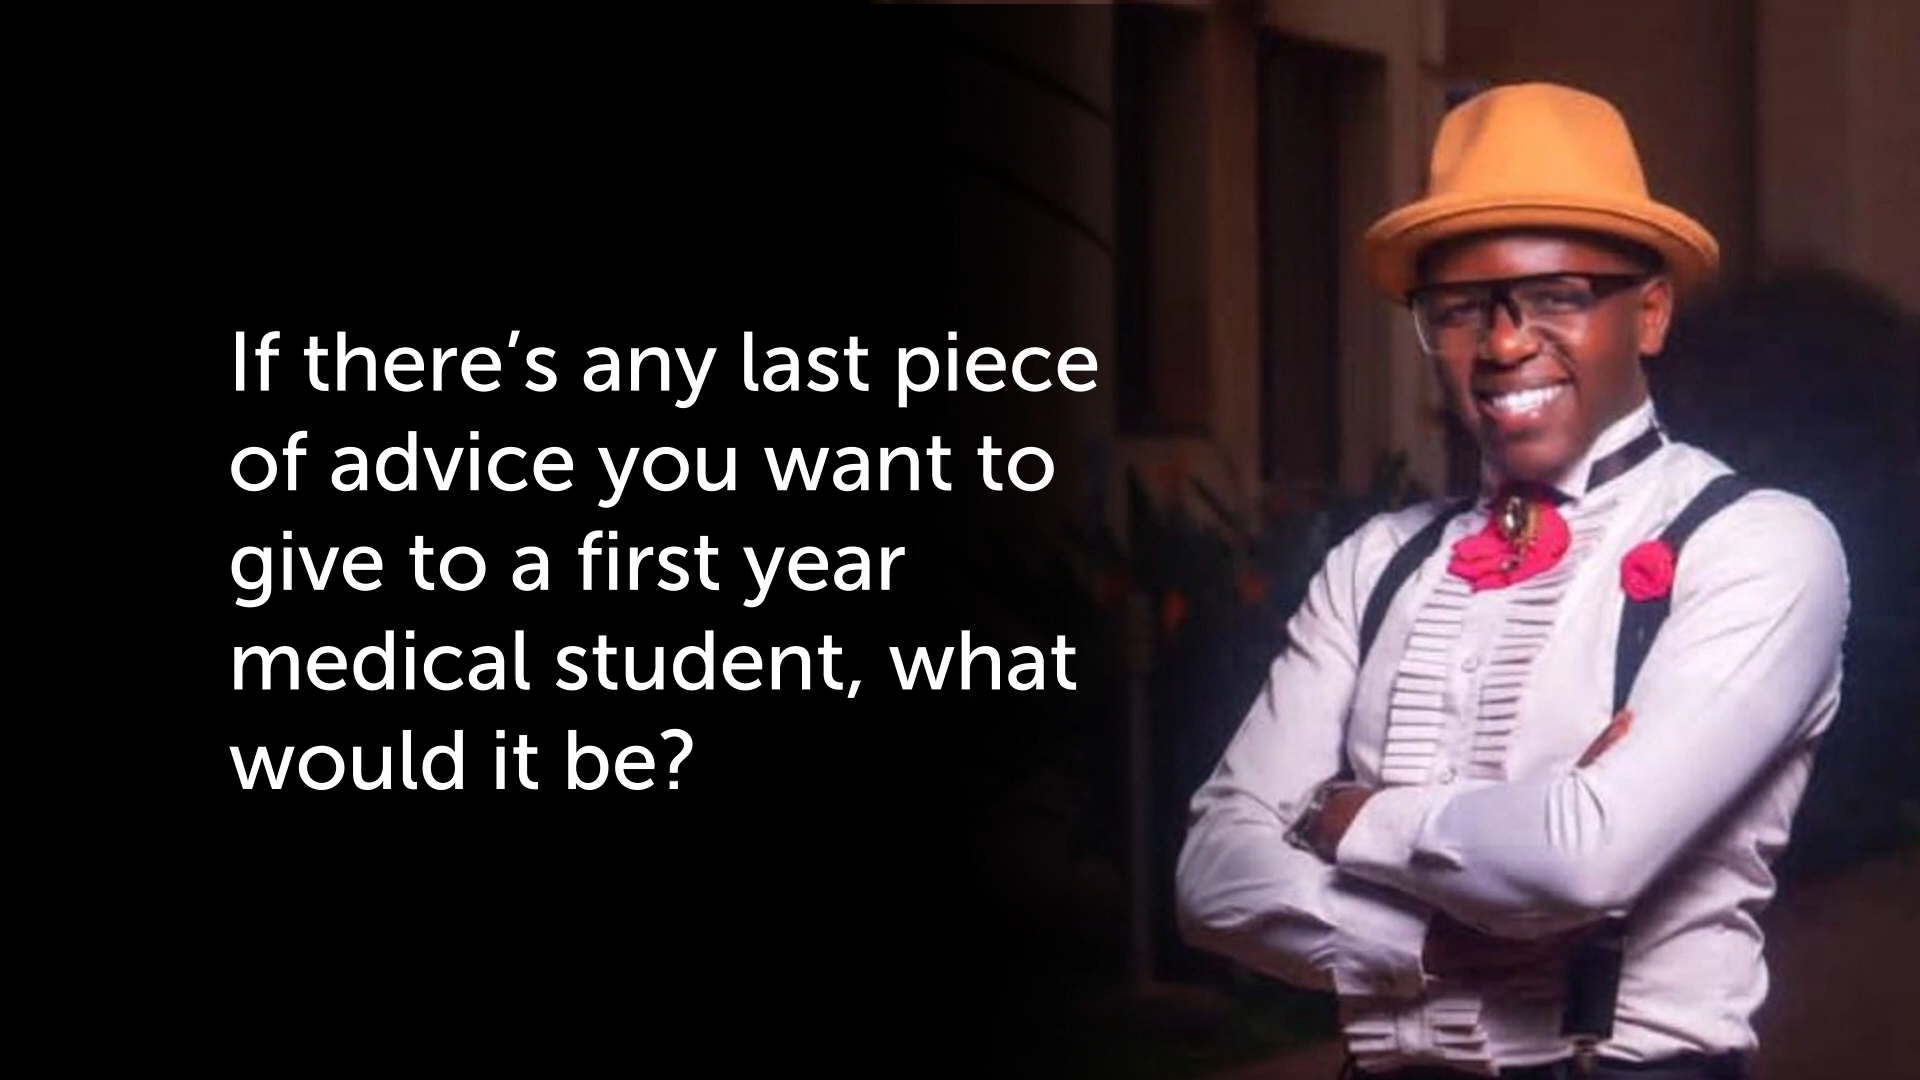 If there’s any last piece
of advice you want to
give to a first year
medical student, what
would it be?